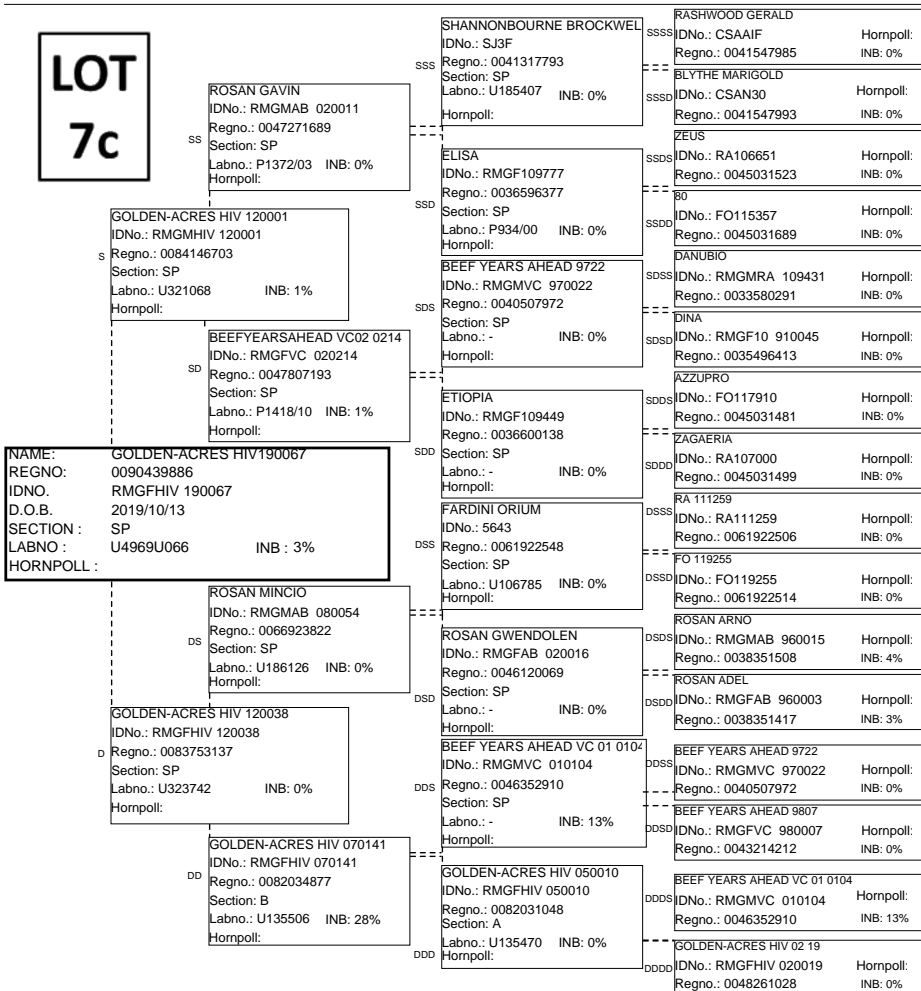 LOT
7c
NAME: GOLDEN-ACRES HIV190067
REGNO: 0090439886
IDNO. RMGFHIV 190067
D.O.B. 2019/10/13
SECTION : SP
LABNO : U4969U066 INB : 3%
HORNPOLL :
S
GOLDEN-ACRES HIV 120001
IDNo.: RMGMHIV 120001
Regno.: 0084146703
Section: SP
Labno.: U321068 INB: 1%
Hornpoll:
D
GOLDEN-ACRES HIV 120038
IDNo.: RMGFHIV 120038
Regno.: 0083753137
Section: SP
Labno.: U323742 INB: 0%
Hornpoll:
SS
ROSAN GAVIN
IDNo.: RMGMAB 020011
Regno.: 0047271689
Section: SP
Labno.: P1372/03 INB: 0%
Hornpoll:
SD
BEEFYEARSAHEAD VC02 0214
IDNo.: RMGFVC 020214
Regno.: 0047807193
Section: SP
Labno.: P1418/10 INB: 1%
Hornpoll:
DS
ROSAN MINCIO
IDNo.: RMGMAB 080054
Regno.: 0066923822
Section: SP
Labno.: U186126 INB: 0%
Hornpoll:
DD
GOLDEN-ACRES HIV 070141
IDNo.: RMGFHIV 070141
Regno.: 0082034877
Section: B
Labno.: U135506 INB: 28%
Hornpoll:
SSS
SHANNONBOURNE BROCKWEL
IDNo.: SJ3F
Regno.: 0041317793
Section: SP
Labno.: U185407 INB: 0%
Hornpoll:
SSD
ELISA
IDNo.: RMGF109777
Regno.: 0036596377
Section: SP
Labno.: P934/00 INB: 0%
Hornpoll:
SDS
BEEF YEARS AHEAD 9722
IDNo.: RMGMVC 970022
Regno.: 0040507972
Section: SP
Labno.: - INB: 0%
Hornpoll:
SDD
ETIOPIA
IDNo.: RMGF109449
Regno.: 0036600138
Section: SP
Labno.: - INB: 0%
Hornpoll:
DSS
FARDINI ORIUM
IDNo.: 5643
Regno.: 0061922548
Section: SP
Labno.: U106785 INB: 0%
Hornpoll:
DSD
ROSAN GWENDOLEN
IDNo.: RMGFAB 020016
Regno.: 0046120069
Section: SP
Labno.: - INB: 0%
Hornpoll:
DDS
BEEF YEARS AHEAD VC 01 0104
IDNo.: RMGMVC 010104
Regno.: 0046352910
Section: SP
Labno.: - INB: 13%
Hornpoll:
DDD
GOLDEN-ACRES HIV 050010
IDNo.: RMGFHIV 050010
Regno.: 0082031048
Section: A
Labno.: U135470 INB: 0%
Hornpoll:
SSSS
RASHWOOD GERALD
IDNo.: CSAAIF Hornpoll:
Regno.: 0041547985 INB: 0%
SSSD
BLYTHE MARIGOLD
IDNo.: CSAN30 Hornpoll:
Regno.: 0041547993 INB: 0%
SSDS
ZEUS
IDNo.: RA106651 Hornpoll:
Regno.: 0045031523 INB: 0%
SSDD
80
IDNo.: FO115357 Hornpoll:
Regno.: 0045031689 INB: 0%
SDSS
DANUBIO
IDNo.: RMGMRA 109431 Hornpoll:
Regno.: 0033580291 INB: 0%
SDSD
DINA
IDNo.: RMGF10 910045 Hornpoll:
Regno.: 0035496413 INB: 0%
SDDS
AZZUPRO
IDNo.: FO117910 Hornpoll:
Regno.: 0045031481 INB: 0%
SDDD
ZAGAERIA
IDNo.: RA107000 Hornpoll:
Regno.: 0045031499 INB: 0%
DSSS
RA 111259
IDNo.: RA111259 Hornpoll:
Regno.: 0061922506 INB: 0%
DSSD
FO 119255
IDNo.: FO119255 Hornpoll:
Regno.: 0061922514 INB: 0%
DSDS
ROSAN ARNO
IDNo.: RMGMAB 960015 Hornpoll:
Regno.: 0038351508 INB: 4%
DSDD
ROSAN ADEL
IDNo.: RMGFAB 960003 Hornpoll:
Regno.: 0038351417 INB: 3%
DDSS
BEEF YEARS AHEAD 9722
IDNo.: RMGMVC 970022 Hornpoll:
Regno.: 0040507972 INB: 0%
DDSD
BEEF YEARS AHEAD 9807
IDNo.: RMGFVC 980007 Hornpoll:
Regno.: 0043214212 INB: 0%
DDDS
BEEF YEARS AHEAD VC 01 0104
IDNo.: RMGMVC 010104 Hornpoll:
Regno.: 0046352910 INB: 13%
DDDD
GOLDEN-ACRES HIV 02 19
IDNo.: RMGFHIV 020019 Hornpoll:
Regno.: 0048261028 INB: 0%